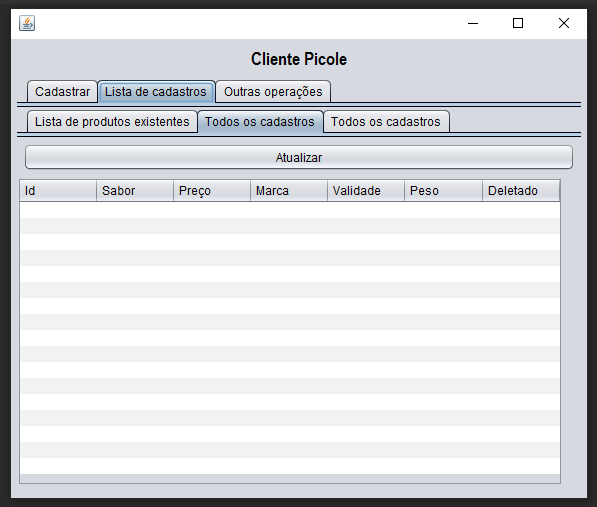 Cliente Picole
Cadastrar Lista de cadastros Outras operações
Lista de produtos existentes Todos os cadastros Todos os cadastros
Atualizar
Id Sabor Preço Marca Validade Peso Deletado